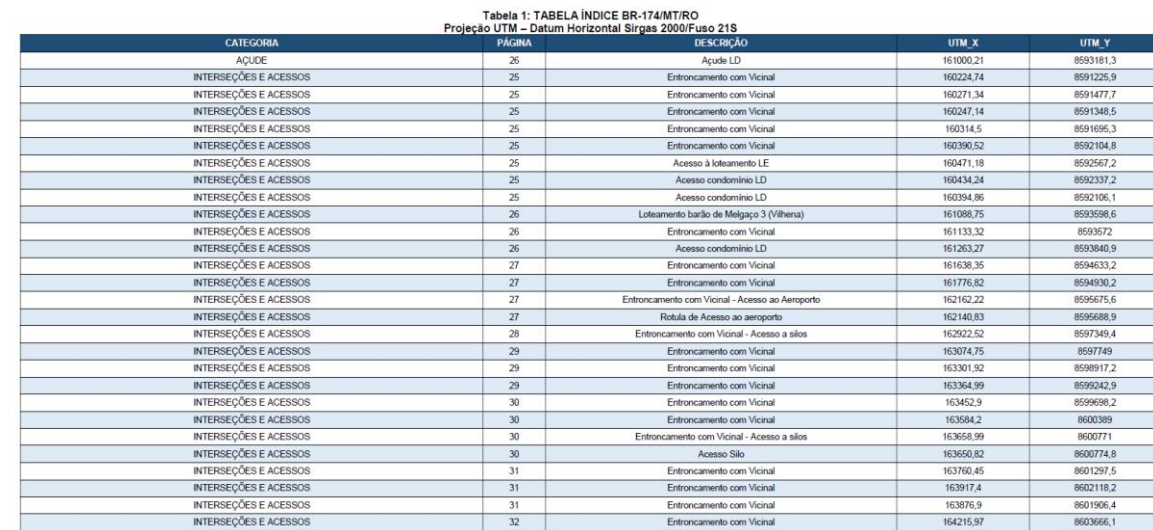 Tabela 1: TABELA ÍNDICE BR-174/MT/RO
Projeção UTM – Datum Horizontal Sirgas 2000/Fuso 21S
CATEGORIA PÁGINA DESCRIÇÃO UTM_X UTM_Y
AÇUDE 26 Açude LD 161000,21 8593181,3
INTERSEÇÕES E ACESSOS 25 Entroncamento com Vicinal 160224,74 8591225,9
INTERSEÇÕES E ACESSOS 25 Entroncamento com Vicinal 160271,34 8591477,7
INTERSEÇÕES E ACESSOS 25 Entroncamento com Vicinal 160247,14 8591348,5
INTERSEÇÕES E ACESSOS 25 Entroncamento com Vicinal 160314,5 8591695,3
INTERSEÇÕES E ACESSOS 25 Entroncamento com Vicinal 160390,52 8592104,8
INTERSEÇÕES E ACESSOS 25 Acesso à loteamento LE 160471,18 8592567,2
INTERSEÇÕES E ACESSOS 25 Acesso condomínio LD 160434,24 8592337,2
INTERSEÇÕES E ACESSOS 25 Acesso condomínio LD 160394,86 8592106,1
INTERSEÇÕES E ACESSOS 26 Loteamento barão de Melgaço 3 (Vilhena) 161088,75 8593598,6
INTERSEÇÕES E ACESSOS 26 Entroncamento com Vicinal 161133,32 8593572
INTERSEÇÕES E ACESSOS 26 Acesso condomínio LD 161263,27 8593840,9
INTERSEÇÕES E ACESSOS 27 Entroncamento com Vicinal 161638,35 8594633,2
INTERSEÇÕES E ACESSOS 27 Entroncamento com Vicinal 161776,82 8594930,2
INTERSEÇÕES E ACESSOS 27 Entroncamento com Vicinal - Acesso ao Aeroporto 162162,22 8595675,6
INTERSEÇÕES E ACESSOS 27 Rotula de Acesso ao aeroporto 162140,83 8595688,9
INTERSEÇÕES E ACESSOS 28 Entroncamento com Vicinal - Acesso a silos 162922,52 8597349,4
INTERSEÇÕES E ACESSOS 29 Entroncamento com Vicinal 163074,75 8597749
INTERSEÇÕES E ACESSOS 29 Entroncamento com Vicinal 163301,92 8598917,2
INTERSEÇÕES E ACESSOS 29 Entroncamento com Vicinal 163364,99 8599242,9
INTERSEÇÕES E ACESSOS 30 Entroncamento com Vicinal 163452,9 8599698,2
INTERSEÇÕES E ACESSOS 30 Entroncamento com Vicinal 163584,2 8600389
INTERSEÇÕES E ACESSOS 30 Entroncamento com Vicinal - Acesso a silos 163658,99 8600771
INTERSEÇÕES E ACESSOS 30 Acesso Silo 163650,82 8600774,8
INTERSEÇÕES E ACESSOS 31 Entroncamento com Vicinal 163760,45 8601297,5
INTERSEÇÕES E ACESSOS 31 Entroncamento com Vicinal 163917,4 8602118,2
INTERSEÇÕES E ACESSOS 31 Entroncamento com Vicinal 163876,9 8601906,4
INTERSEÇÕES E ACESSOS 32 Entroncamento com Vicinal 164215,97 8603666,1